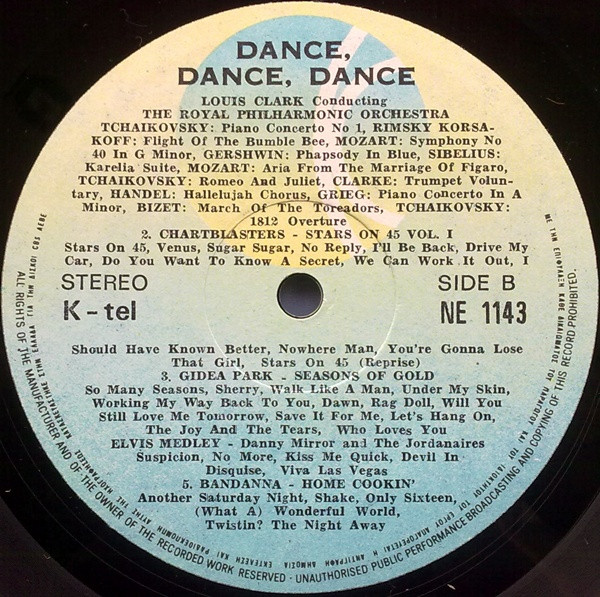 DANCE,
DANCE, DANCE
LOUIS CLARK Conducting
THE ROYAL PHILHARMONIC ORCHESTRA
TCHAIKOVSKY: Piano Concerto No 1, RIMSKY KORSA-
KOFF: Flight Of The Bumble Bee, MOZART: Symphony No
40 In G Minor, GERSHWIN: Phapsody In Blue, SIBELIUS:
Karelia Suite, MOZART: Aria From The Marriage Of Figaro,
TCHAIKOVSKY: Romeo And Juliet, CLARKE: Trumpet Volun-
tary, HANDEL: Hallelujah Chorus, GRIEG: Piano Concerto In A
Minor, BIZET: March Of The Toreadors, TCHAIKOVSKY:
1812 Overture
2. CHARTBLASTERS - STARS ON 45 VOL. I
Stars On 45, Venus, Sugar Sugar, No Reply, I'll Be Back, Drive My
Car, Do You Want To Know A Secret, We Can Work It Out, I
STEREO
SIDE B
K-tel
NE 1143
Should Have Known Better, Nowhere Man, You're Gonna Lose
That Girl, Stars On 45 (Reprise)
3. GIDEA PARK - SEASONS OF GOLD
So Many Seasons, Sherry, Walk Like A Man, Under My Skin,
Working My Way Back To You, Dawn, Rag Doll, Will You
Still Love Me Tomorrow, Save It For Me, Let's Hang On,
The Joy And The Tears, Who Loves You
ELVIS MEDLEY - Danny Mirror and The Jordanaires
Suspicion, No More, Kiss Me Quick, Devil In
Disquise, Viva Las Vegas
5. BANDANNA - HOME COOKIN'
Another Saturday Night, Shake, Only Sixteen,
(What A) Wonderful World,
Twistin? The Night Away
ALL RIGHTS OF THE MANUFACTURER AND OF THE OWNER OF THE RECORDED WORK RESERVED - UNAUTHORISED PUBLIC PERFORMANCE BROADCASTING AND COPYING OF THIS RECORD PROHIBITED.